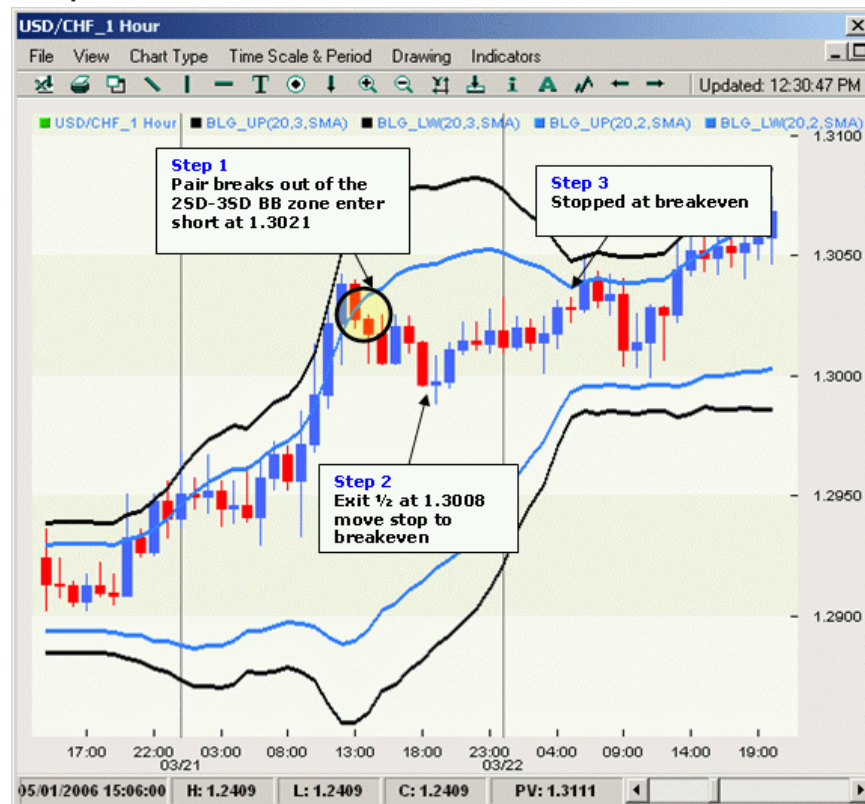 USD/CHF_1 Hour
File View Chart Type Time Scale & Period Drawing Indicators
T i A Updated: 12:30:47 PM
USD/CHF_1 Hour BLG_UP(20,3,SMA) BLG_LW(20,3,SMA) BLG_UP(20,2,SMA) BLG_LW(20,2,SMA)
1.3100
Step 1
Pair breaks out of the
2SD-3SD BB zone enter
short at 1.3021
Step 3
Stopped at breakeven
1.3050
1.3000
Step 2
Exit ½ at 1.3008
move stop to
breakeven
1.2950
1.2900
17:00 22:00 03:00 08:00 13:00 18:00 23:00 04:00 09:00 14:00 19:00
03/21 03/22
05/01/2006 15:06:00 H: 1.2409 L: 1.2409 C: 1.2409 PV: 1.3111